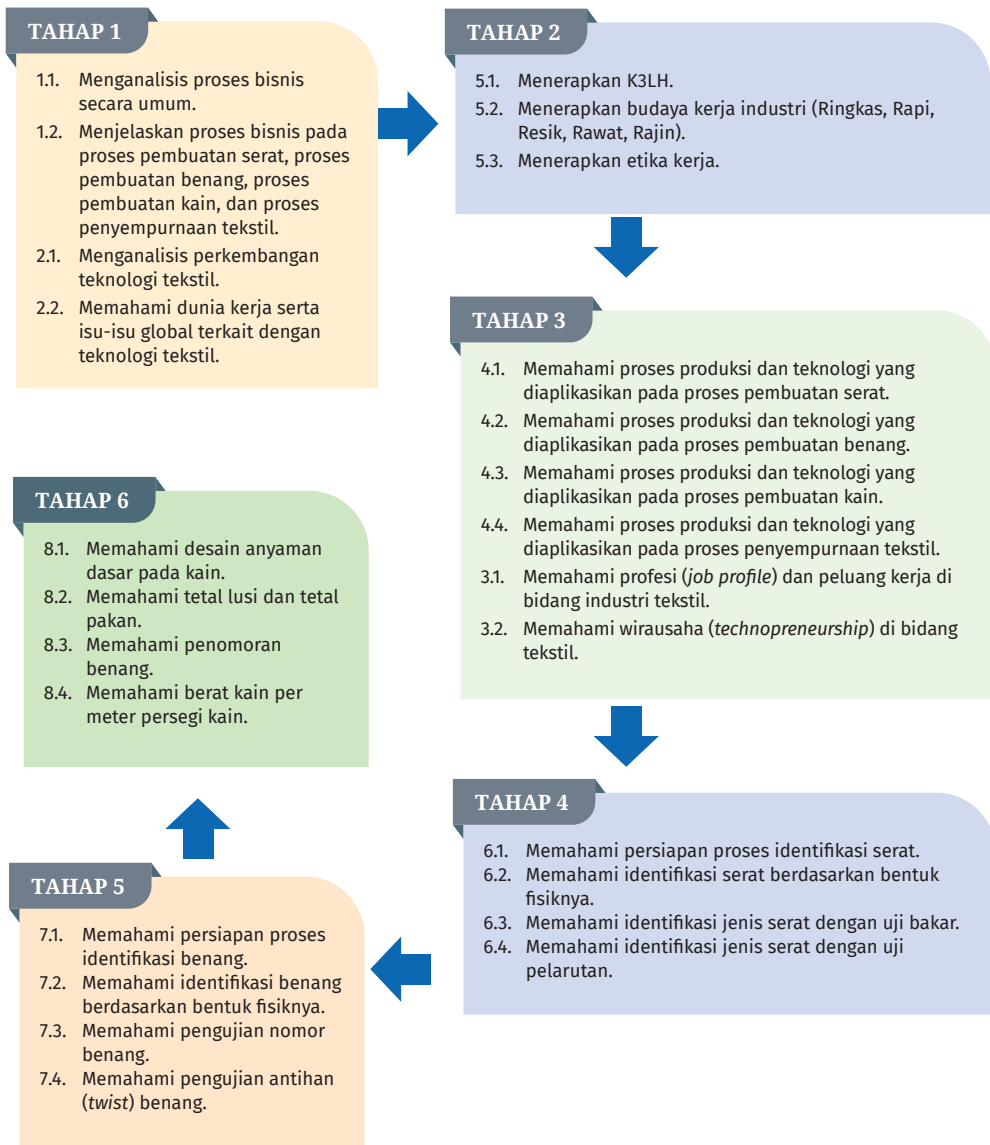 TAHAP 1
1.1. Menganalisis proses bisnis
secara umum.
1.2. Menjelaskan proses bisnis pada
proses pembuatan serat, proses
pembuatan benang, proses
pembuatan kain, dan proses
penyempurnaan tekstil.
2.1. Menganalisis perkembangan
teknologi tekstil.
2.2. Memahami dunia kerja serta
isu-isu global terkait dengan
teknologi tekstil.
TAHAP 2
5.1. Menerapkan K3LH.
5.2. Menerapkan budaya kerja industri (Ringkas, Rapi,
Resik, Rawat, Rajin).
5.3. Menerapkan etika kerja.
TAHAP 3
4.1. Memahami proses produksi dan teknologi yang
diaplikasikan pada proses pembuatan serat.
4.2. Memahami proses produksi dan teknologi yang
diaplikasikan pada proses pembuatan benang.
4.3. Memahami proses produksi dan teknologi yang
diaplikasikan pada proses pembuatan kain.
4.4. Memahami proses produksi dan teknologi yang
diaplikasikan pada proses penyempurnaan tekstil.
3.1. Memahami profesi (job profile) dan peluang kerja di
bidang industri tekstil.
3.2. Memahami wirausaha (technopreneurship) di bidang
tekstil.
TAHAP 4
6.1. Memahami persiapan proses identifikasi serat.
6.2. Memahami identifikasi serat berdasarkan bentuk
fisiknya.
6.3. Memahami identifikasi jenis serat dengan uji bakar.
6.4. Memahami identifikasi jenis serat dengan uji
pelarutan.
TAHAP 5
7.1. Memahami persiapan proses
identifikasi benang.
7.2. Memahami identifikasi benang
berdasarkan bentuk fisiknya.
7.3. Memahami pengujian nomor
benang.
7.4. Memahami pengujian antihan
(twist) benang.
TAHAP 6
8.1. Memahami desain anyaman
dasar pada kain.
8.2. Memahami tetal lusi dan tetal
pakan.
8.3. Memahami penomoran
benang.
8.4. Memahami berat kain per
meter persegi kain.